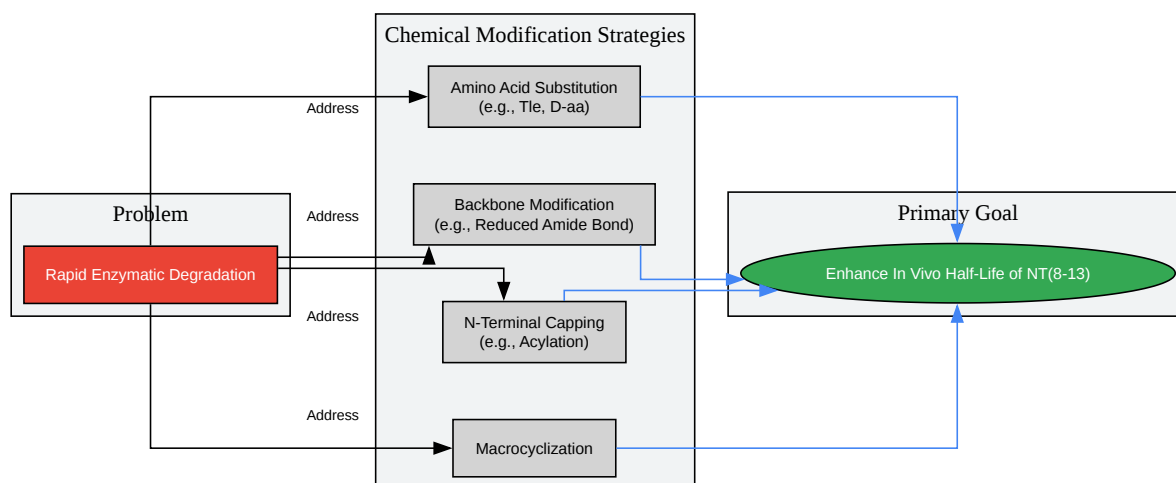 Chemical Modification Strategies
Amino Acid Substitution
(e.g., Tle, D-aa)
Address
Problem
Rapid Enzymatic Degradation
Address
Backbone Modification
(e.g., Reduced Amide Bond)
Primary Goal
Enhance In Vivo Half-Life of NT(8-13)
Address
N-Terminal Capping
(e.g., Acylation)
Address
Macrocyclization